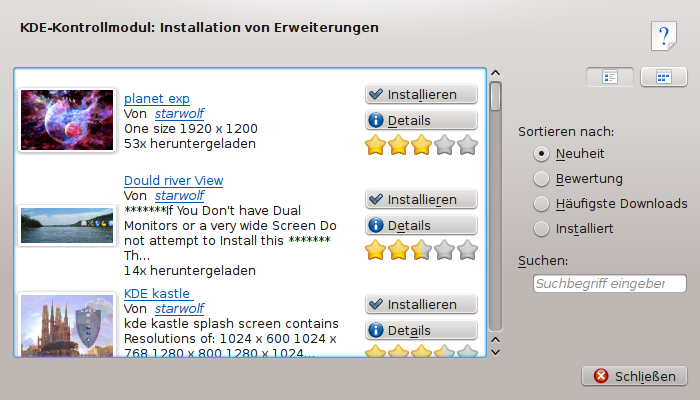 KDE-Kontrollmodul: Installation von Erweiterungen
planet exp
Von starwolf
One size 1920 x 1200
53x heruntergeladen
Installieren
Details
Dould river View
Von starwolf
*******If You Don't have Dual
Monitors or a very wide Screen Do
not attempt to Install this *******
Th...
14x heruntergeladen
Installieren
Details
KDE kastle
Von starwolf
kde kastle splash screen contains
Resolutions of: 1024 x 600 1024 x
768 1280 x 800 1280 x 1024...
Installieren
Details
Sortieren nach:
Neuheit
Bewertung
Häufigste Downloads
Installiert
Suchen:
Suchbegriff eingeben
Schließen